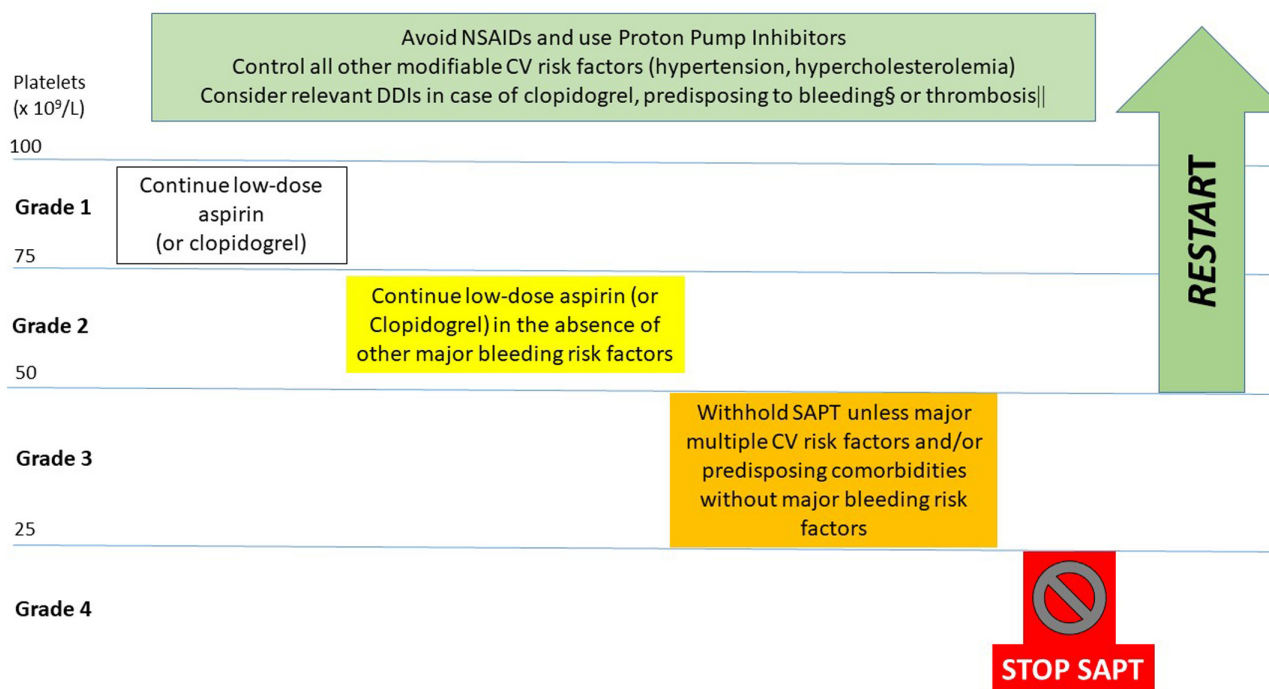 Avoid NSAIDs and use Proton Pump Inhibitors
Control all other modifiable CV risk factors (hypertension, hypercholesterolemia)
Consider relevant DDIs in case of clopidogrel, predisposing to bleeding§ or thrombosis||
Platelets
(x 10⁹/L)
100
Grade 1
Continue low-dose
aspirin
(or clopidogrel)
75
Grade 2
Continue low-dose aspirin (or
Clopidogrel) in the absence of
other major bleeding risk factors
50
Grade 3
Withhold SAPT unless major
multiple CV risk factors and/or
predisposing comorbidities
without major bleeding risk
factors
25
Grade 4
STOP SAPT
RESTART